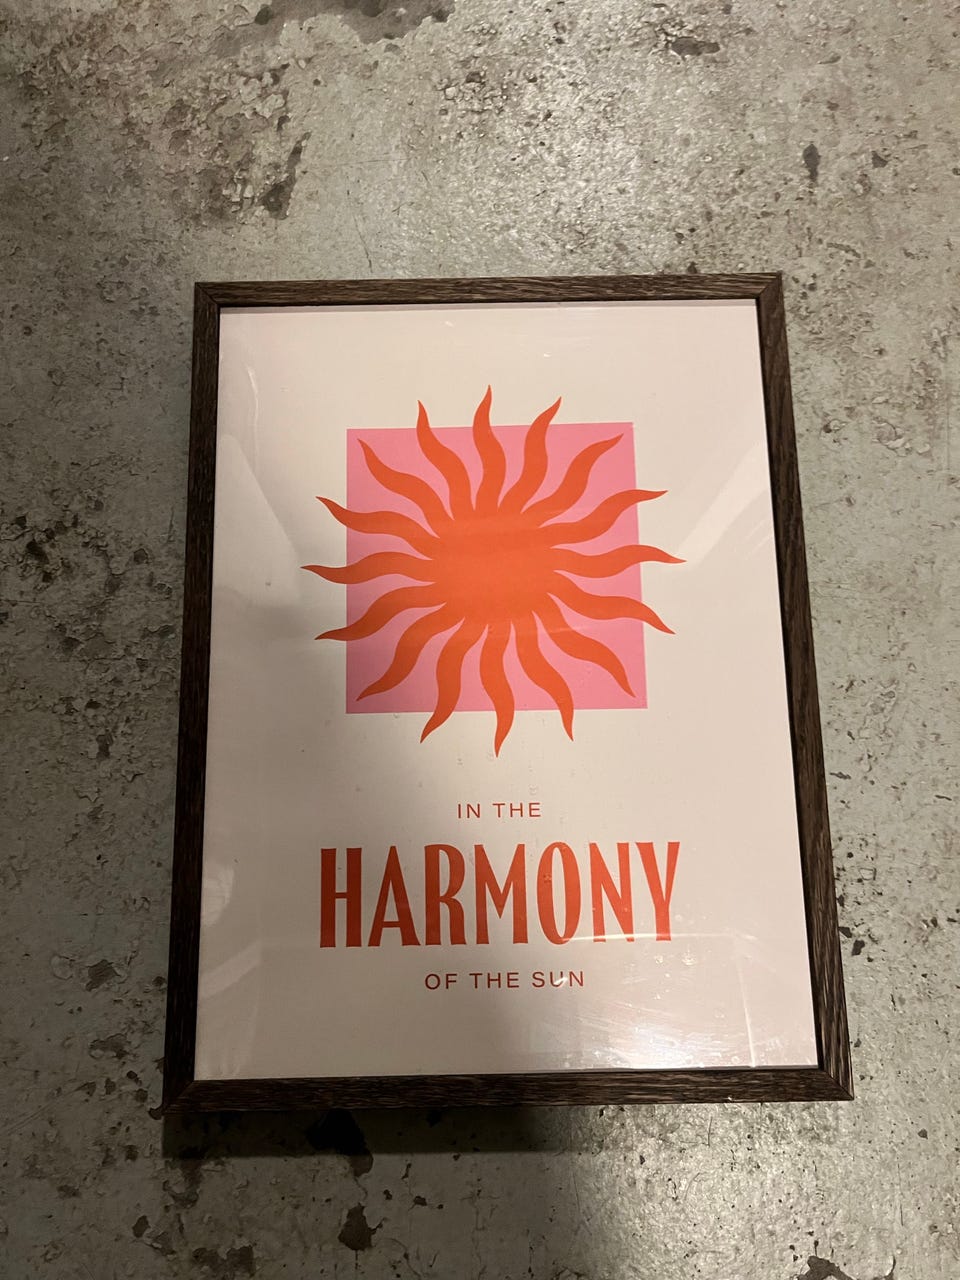 IN THE
HARMONY
OF THE SUN